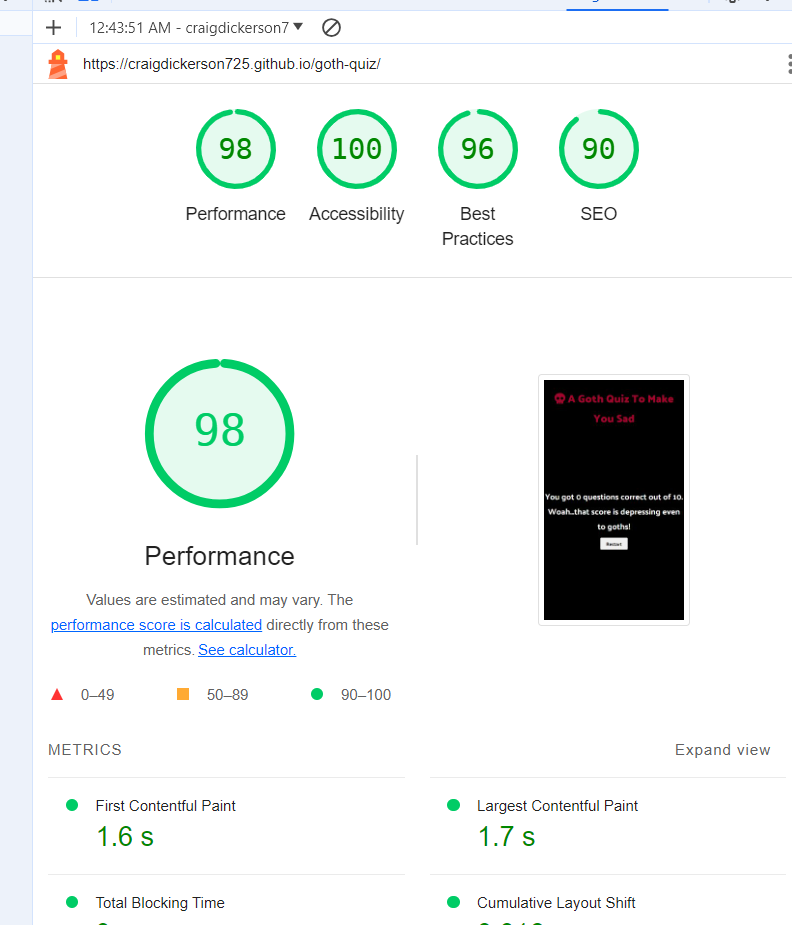 12:43:51 AM - craigdickerson7
https://craigdickerson725.github.io/goth-quiz/
98 100 96 90
Performance Accessibility Best Practices SEO
98
A Goth Quiz To Make
You Sad
You got 0 questions correct out of 10.
Woah...that score is depressing even
to goths!
Restart
Performance
Values are estimated and may vary. The
performance score is calculated directly from these
metrics. See calculator.
0–49 50–89 90–100
METRICS Expand view
First Contentful Paint Largest Contentful Paint
1.6 s 1.7 s
Total Blocking Time Cumulative Layout Shift